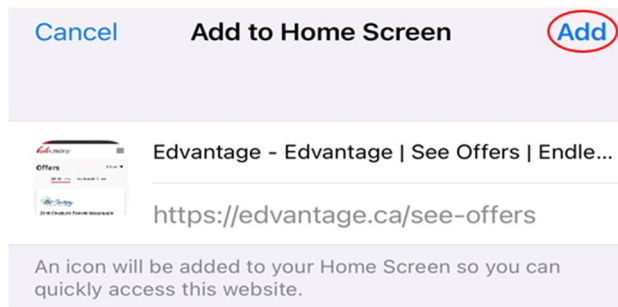 Cancel Add to Home Screen Add
Edvantage - Edvantage | See Offers | Endle...
Offers
https://edvantage.ca/see-offers
An icon will be added to your Home Screen so you can
quickly access this website.